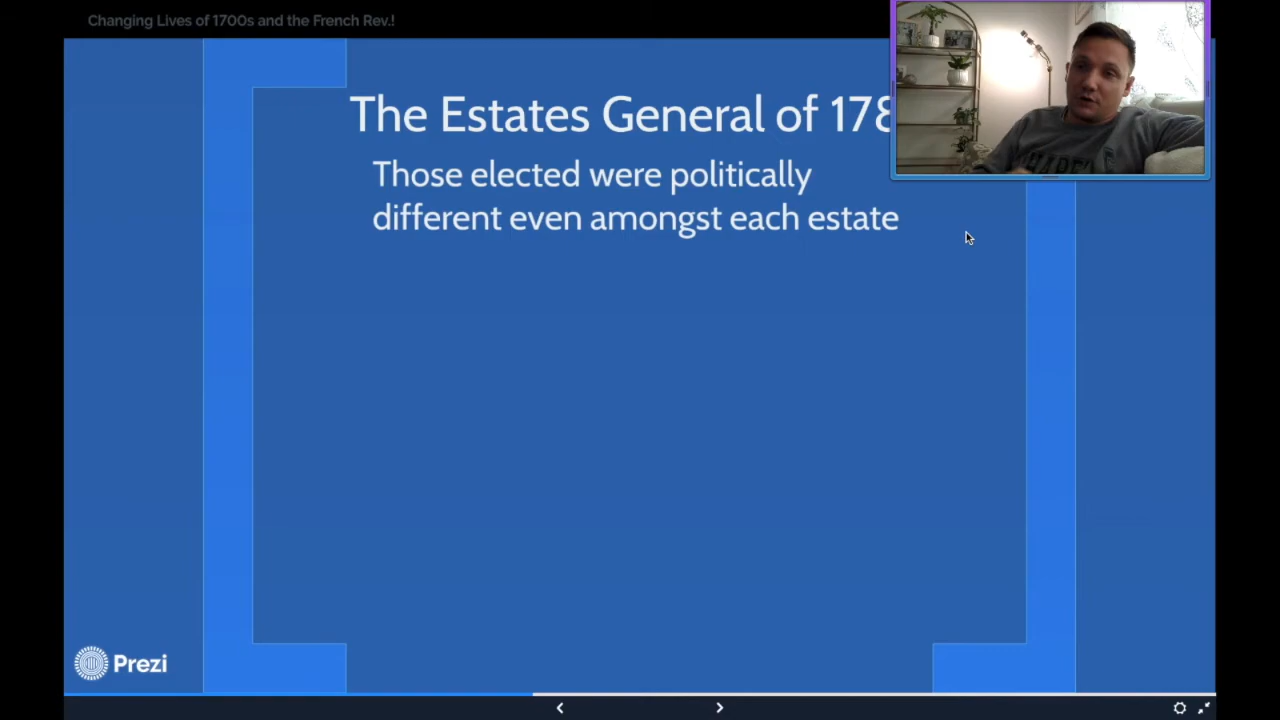 Changing Lives of 1700s and the French Rev.!
The Estates General of 178
Those elected were politically
different even amongst each estate
Prezi